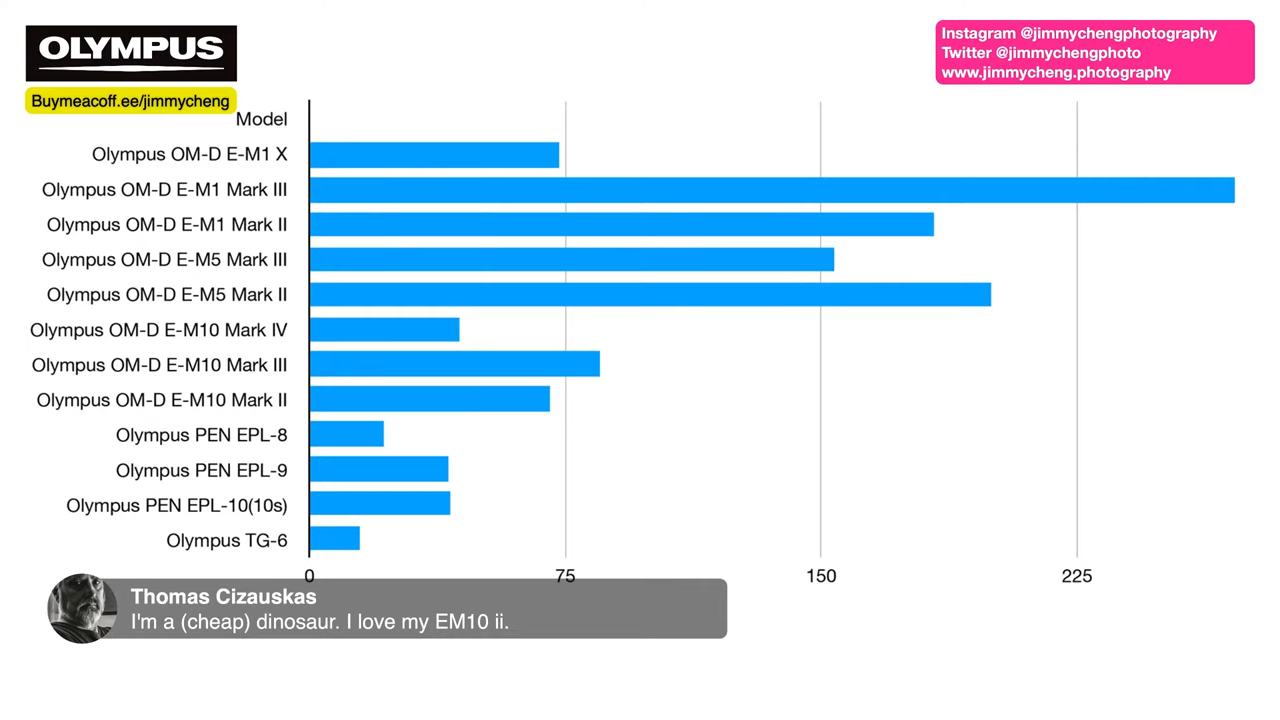 OLYMPUS
Buymeacoff.ee/jimmycheng
Instagram @jimmychengphotography
Twitter @jimmychengphoto
www.jimmycheng.photography
Model
Olympus OM-D E-M1 X
Olympus OM-D E-M1 Mark III
Olympus OM-D E-M1 Mark II
Olympus OM-D E-M5 Mark III
Olympus OM-D E-M5 Mark II
Olympus OM-D E-M10 Mark IV
Olympus OM-D E-M10 Mark III
Olympus OM-D E-M10 Mark II
Olympus PEN EPL-8
Olympus PEN EPL-9
Olympus PEN EPL-10(10s)
Olympus TG-6
0 75 150 225
Thomas Cizauskas
I'm a (cheap) dinosaur. I love my EM10 ii.